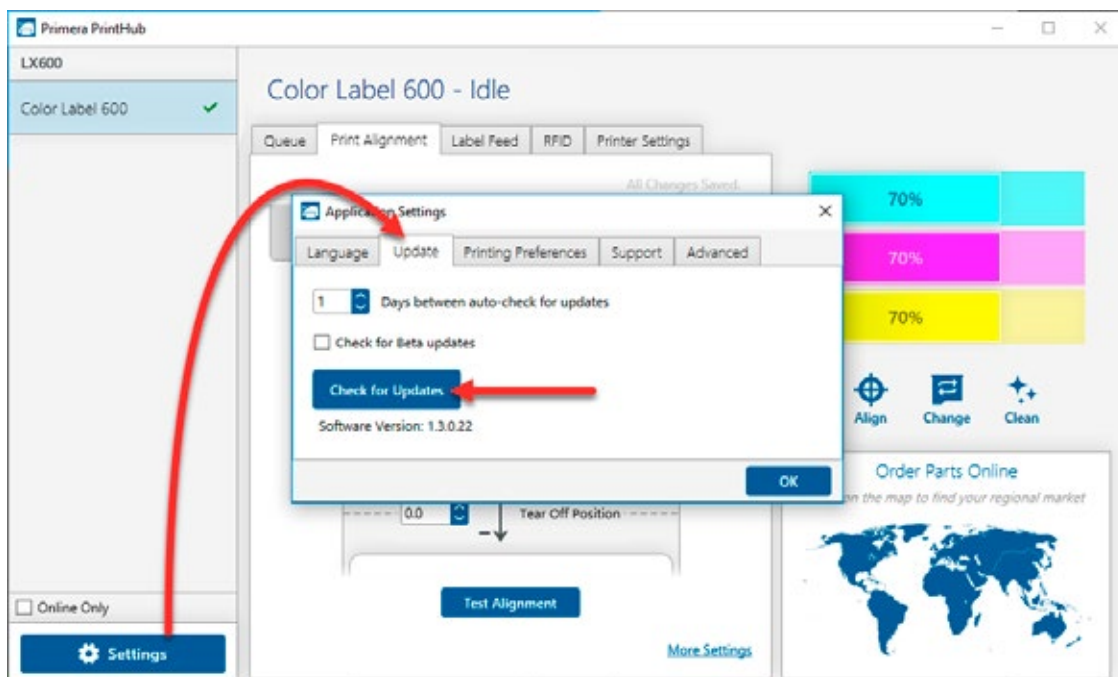 Primera PrintHub
LX600
Color Label 600
Color Label 600 - Idle
Queue Print Alignment Label Feed RFID Printer Settings
All Changes Saved.
Application Settings
Language Update Printing Preferences Support Advanced
1 Days between auto-check for updates
Check for Beta updates
Check for Updates
Software Version: 1.3.0.22
OK
70%
70%
70%
Align Change Clean
Order Parts Online
on the map to find your regional market
0.0 Tear Off Position
Test Alignment
More Settings
Online Only
Settings